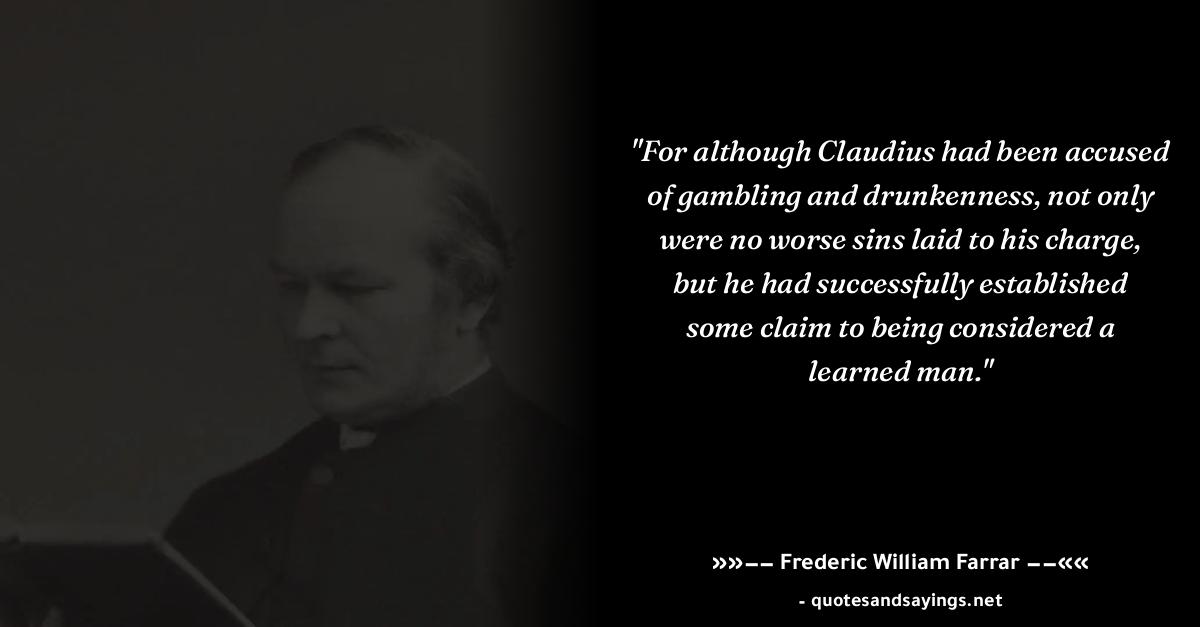 "For although Claudius had been accused
of gambling and drunkenness, not only
were no worse sins laid to his charge,
but he had successfully established
some claim to being considered a
learned man."
»»–– Frederic William Farrar ––««
- quotesandsayings.net